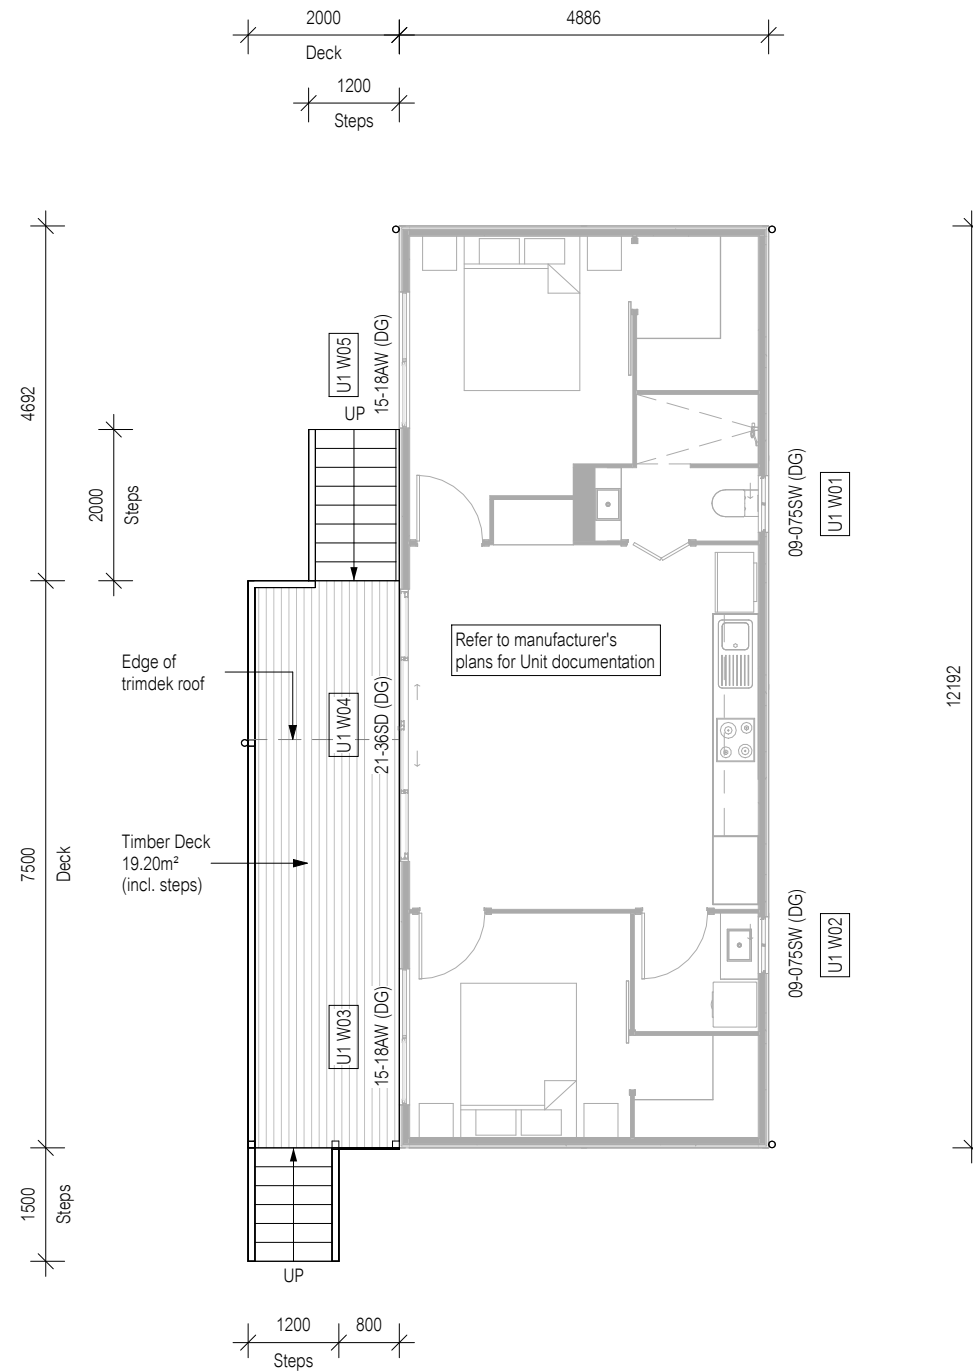 2000
Deck
4886
1200
Steps
4692
2000
Steps
U1 W05
15-18AW (DG)
UP
09-075SW (DG)
U1 W01
Refer to manufacturer's
plans for Unit documentation
Edge of
trimdek roof
U1 W04
21-36SD (DG)
12192
7500
Deck
Timber Deck
19.20m²
(incl. steps)
09-075SW (DG)
U1 W02
U1 W03
15-18AW (DG)
1500
Steps
UP
1200
800
Steps